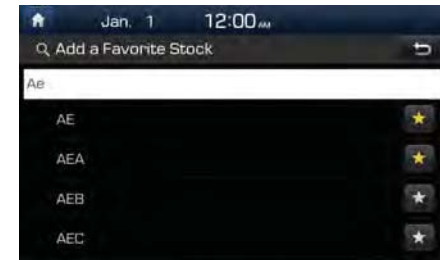 Jan. 1 12:00 AM
Add a Favorite Stock
Ae
AE
AEA
AEB
AEC